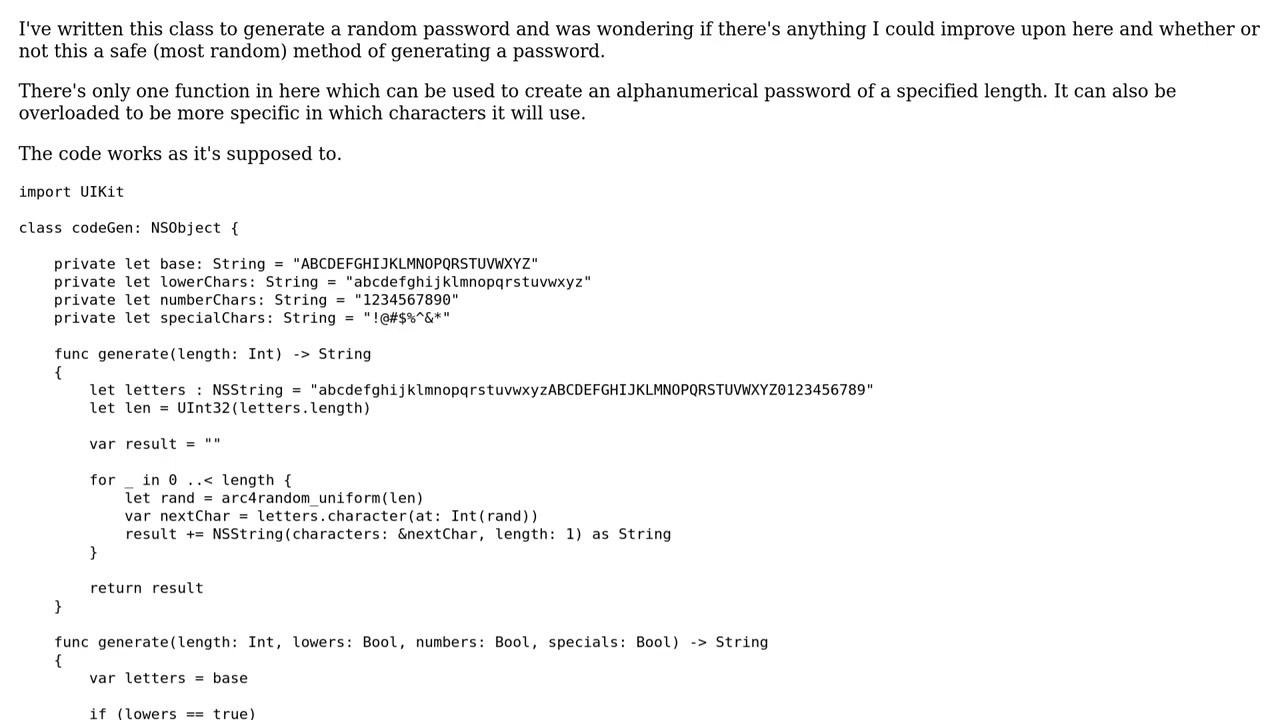 I've written this class to generate a random password and was wondering if there's anything I could improve upon here and whether or
not this a safe (most random) method of generating a password.
There's only one function in here which can be used to create an alphanumerical password of a specified length. It can also be
overloaded to be more specific in which characters it will use.
The code works as it's supposed to.
import UIKit
class codeGen: NSObject {
    private let base: String = "ABCDEFGHIJKLMNOPQRSTUVWXYZ"
    private let lowerChars: String = "abcdefghijklmnopqrstuvwxyz"
    private let numberChars: String = "1234567890"
    private let specialChars: String = "!@#$%^&*"
    func generate(length: Int) -> String
    {
        let letters : NSString = "abcdefghijklmnopqrstuvwxyzABCDEFGHIJKLMNOPQRSTUVWXYZ0123456789"
        let len = UInt32(letters.length)
        var result = ""
        for _ in 0 ..< length {
            let rand = arc4random_uniform(len)
            var nextChar = letters.character(at: Int(rand))
            result += NSString(characters: &nextChar, length: 1) as String
        }
        return result
    }
    func generate(length: Int, lowers: Bool, numbers: Bool, specials: Bool) -> String
    {
        var letters = base
        if (lowers == true)